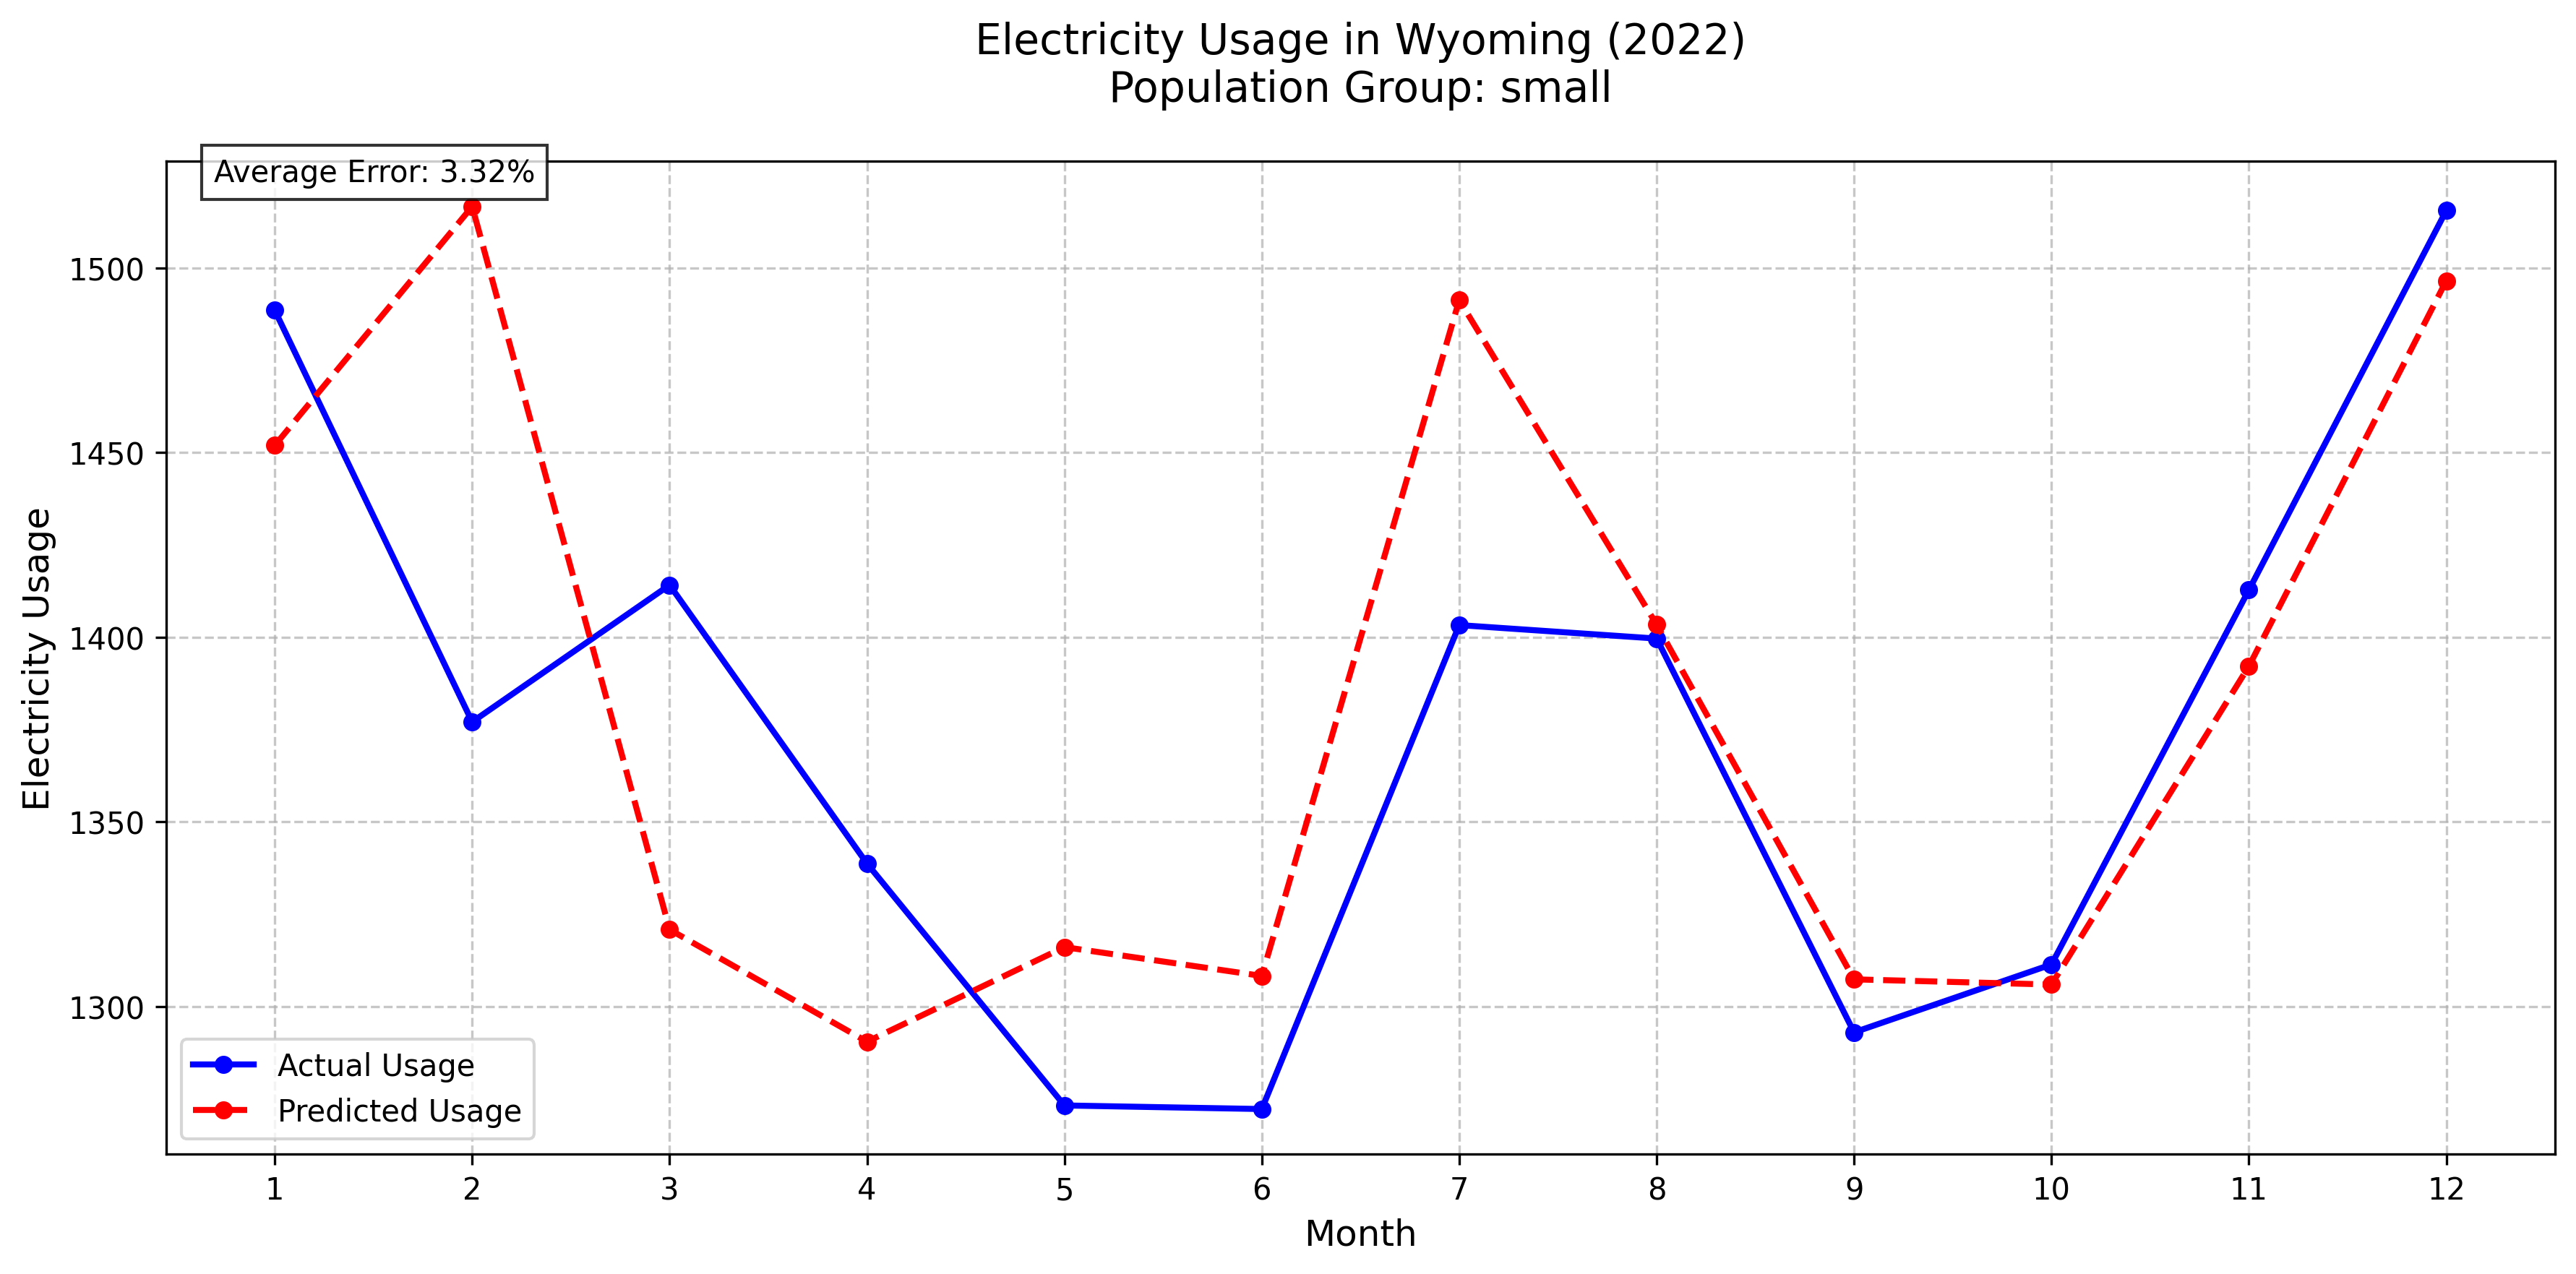 Electricity Usage in Wyoming (2022)
Population Group: small
Average Error: 3.32%
Electricity Usage
1500
1450
1400
1350
1300
Actual Usage
Predicted Usage
1 2 3 4 5 6 7 8 9 10 11 12
Month